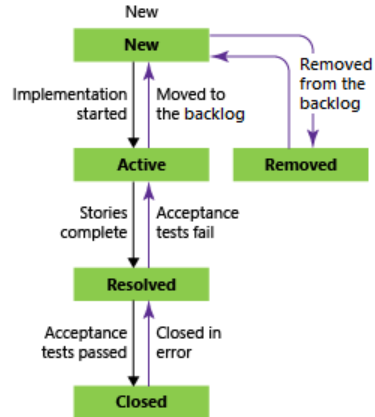 New
New
Removed
from the
backlog
Implementation
started
Moved to
the backlog
Active
Removed
Stories
complete
Acceptance
tests fail
Resolved
Acceptance
tests passed
Closed in
error
Closed